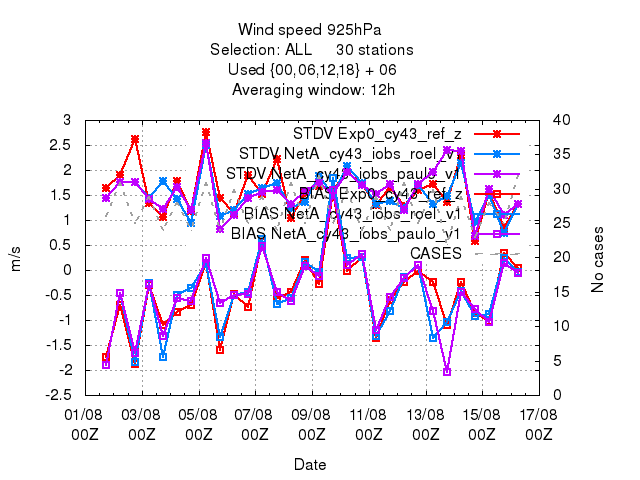 Wind speed 925hPa
Selection: ALL 30 stations
Used {00,06,12,18} + 06
Averaging window: 12h
STDV Exp0_cy43_ref_z
STDV NetA_cy43_iobs_roel_v1
STDV NetA_cy43_iobs_paulo_v1
BIAS Exp0_cy43_ref_z
BIAS NetA_cy43_iobs_roel_v1
BIAS NetA_cy43_iobs_paulo_v1
CASES
3
2.5
2
1.5
1
0.5
0
-0.5
-1
-1.5
-2
-2.5
m/s
40
35
30
25
20
15
10
5
0
No cases
01/08 03/08 05/08 07/08 09/08 11/08 13/08 15/08 17/08
00Z 00Z 00Z 00Z 00Z 00Z 00Z 00Z 00Z
Date